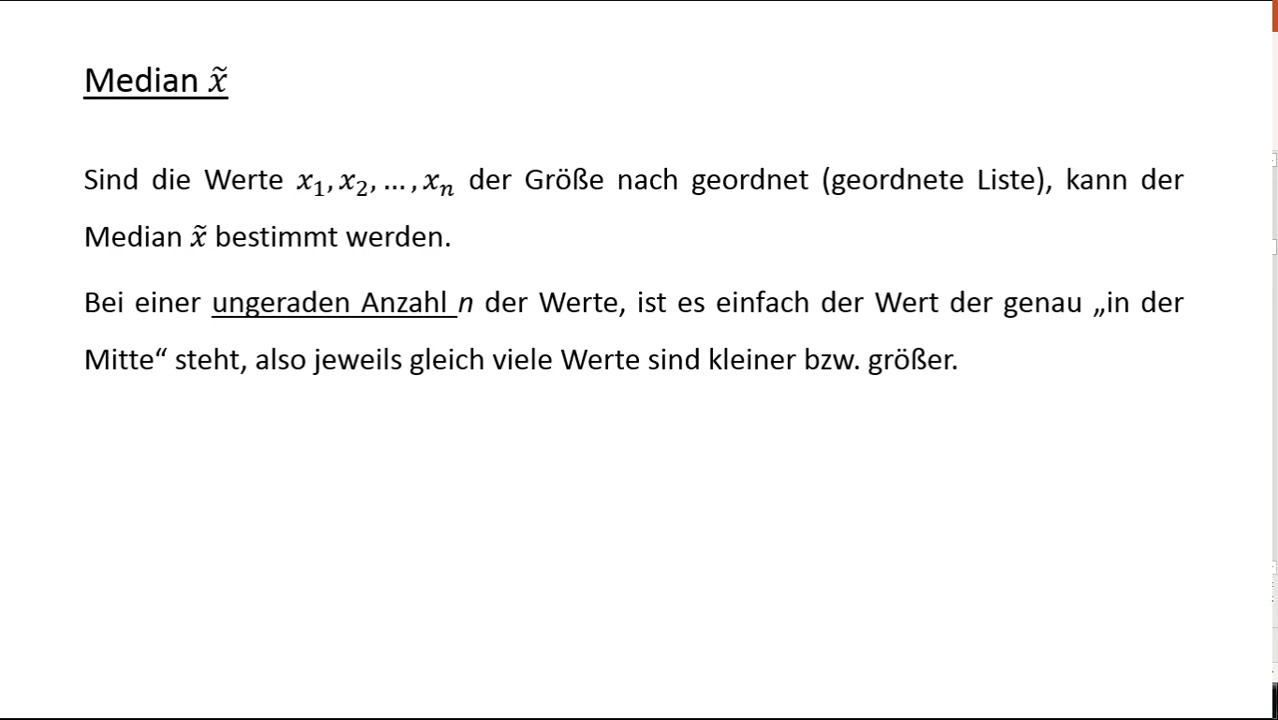 Median x̃
Sind die Werte x₁, x₂, … , xₙ der Größe nach geordnet (geordnete Liste), kann der
Median x̃ bestimmt werden.
Bei einer ungeraden Anzahl n der Werte, ist es einfach der Wert der genau „in der
Mitte“ steht, also jeweils gleich viele Werte sind kleiner bzw. größer.